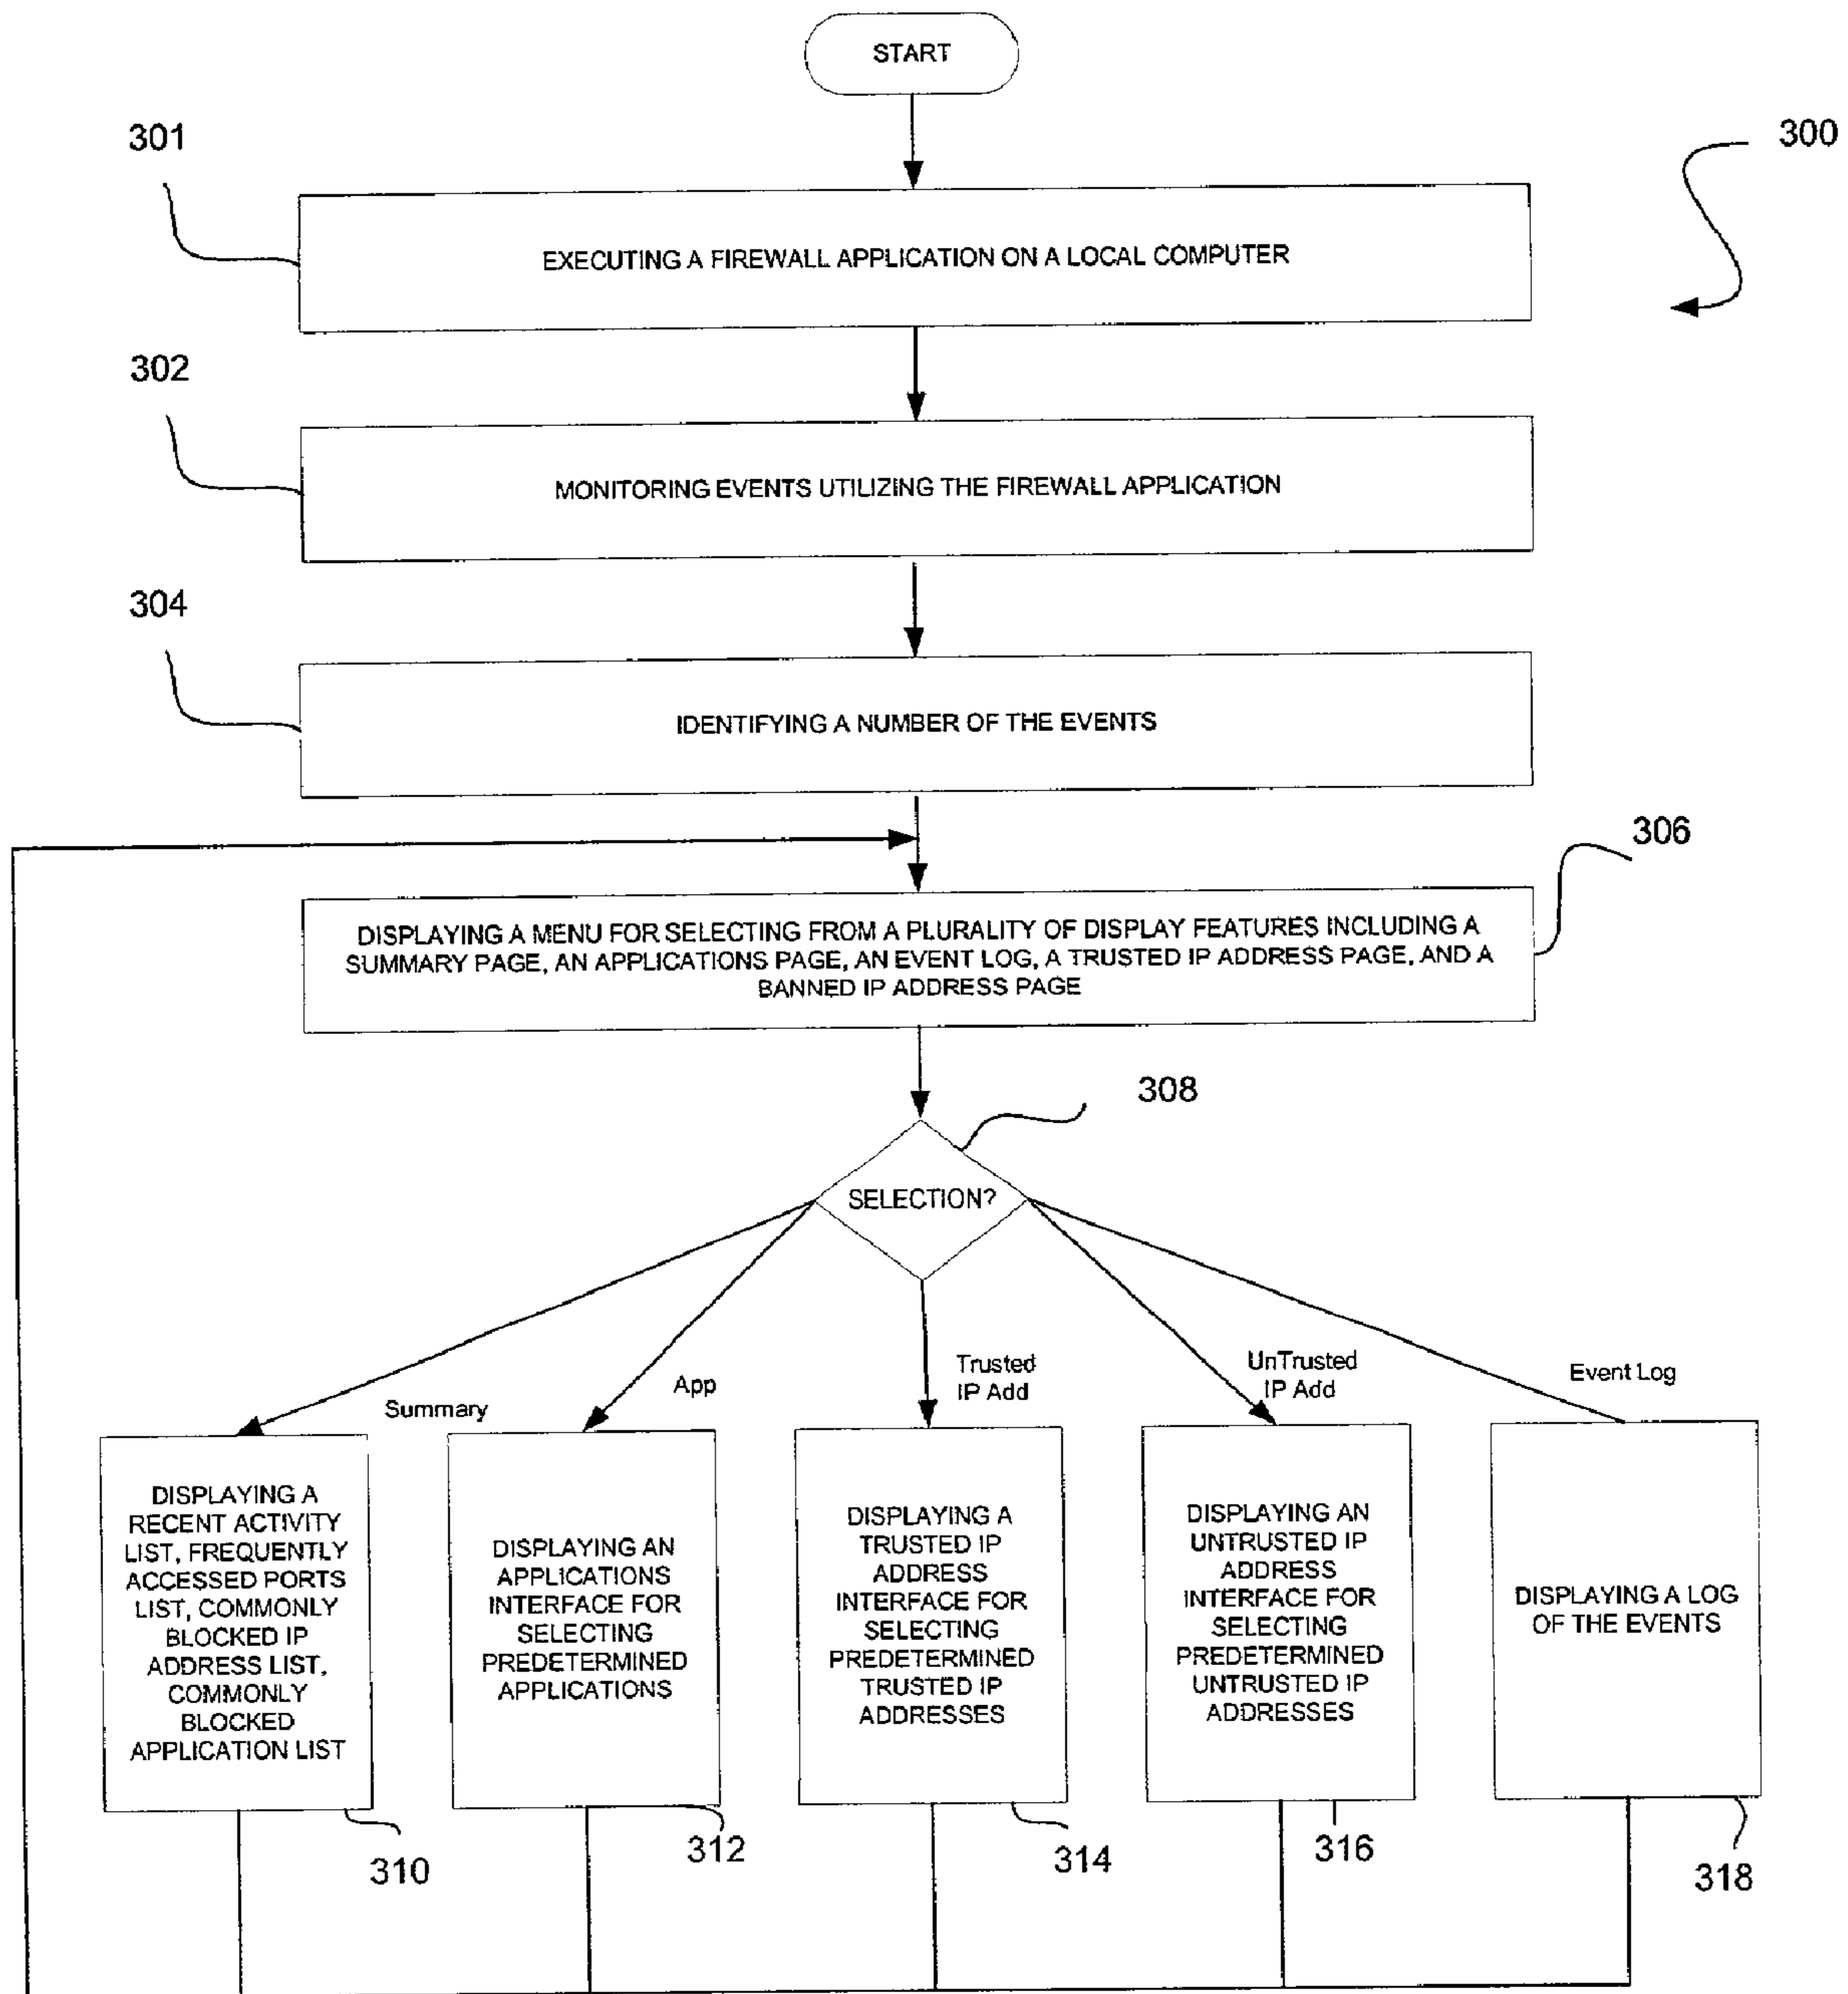 START
301
300
EXECUTING A FIREWALL APPLICATION ON A LOCAL COMPUTER
302
MONITORING EVENTS UTILIZING THE FIREWALL APPLICATION
304
IDENTIFYING A NUMBER OF THE EVENTS
306
DISPLAYING A MENU FOR SELECTING FROM A PLURALITY OF DISPLAY FEATURES INCLUDING A
SUMMARY PAGE, AN APPLICATIONS PAGE, AN EVENT LOG, A TRUSTED IP ADDRESS PAGE, AND A
BANNED IP ADDRESS PAGE
308
SELECTION?
Summary
App
Trusted
IP Add
UnTrusted
IP Add
Event Log
DISPLAYING A
RECENT ACTIVITY
LIST, FREQUENTLY
ACCESSED PORTS
LIST, COMMONLY
BLOCKED IP
ADDRESS LIST,
COMMONLY
BLOCKED
APPLICATION LIST
DISPLAYING AN
APPLICATIONS
INTERFACE FOR
SELECTING
PREDETERMINED
APPLICATIONS
DISPLAYING A
TRUSTED IP
ADDRESS
INTERFACE FOR
SELECTING
PREDETERMINED
TRUSTED IP
ADDRESSES
DISPLAYING AN
UNTRUSTED IP
ADDRESS
INTERFACE FOR
SELECTING
PREDETERMINED
UNTRUSTED IP
ADDRESSES
DISPLAYING A LOG
OF THE EVENTS
310
312
314
316
318